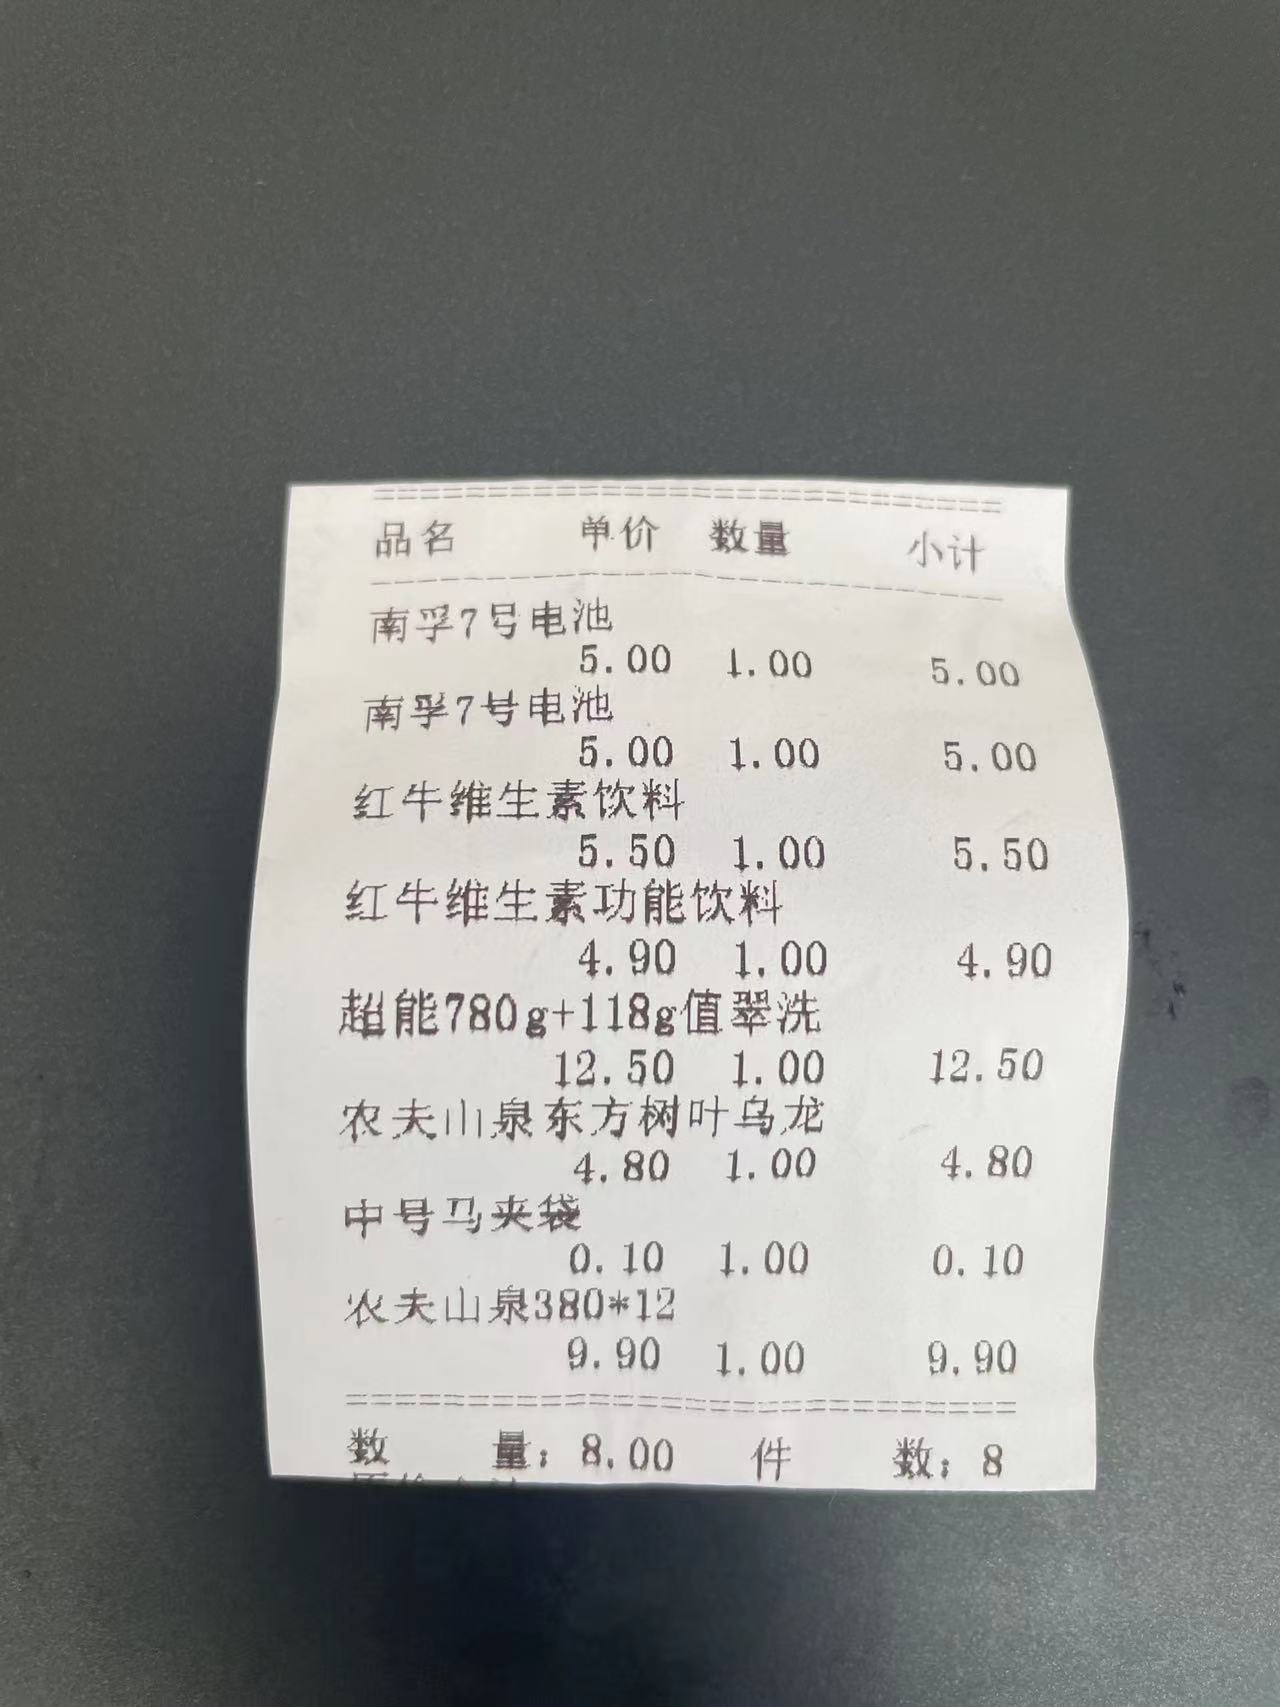 品名 单价 数量 小计
南孚7号电池
5.00 1.00 5.00
南孚7号电池
5.00 1.00 5.00
红牛维生素饮料
5.50 1.00 5.50
红牛维生素功能饮料
4.90 1.00 4.90
超能780g+118g值翠洗
12.50 1.00 12.50
农夫山泉东方树叶乌龙
4.80 1.00 4.80
中号马夹袋
0.10 1.00 0.10
农夫山泉380*12
9.90 1.00 9.90
数 量：8.00 件 数：8